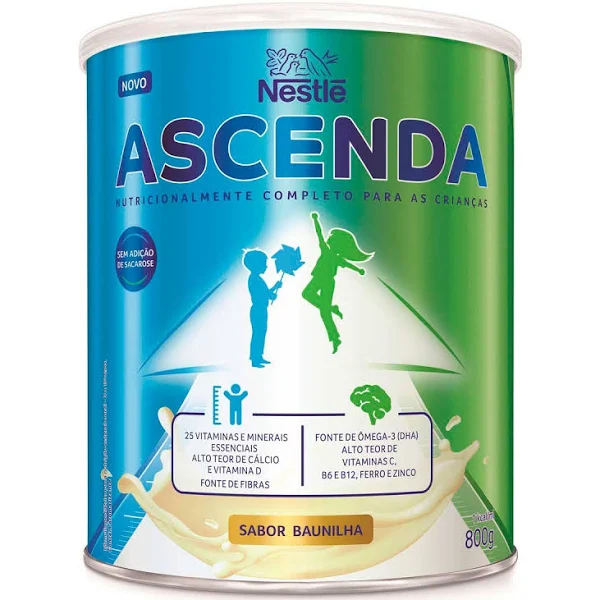 Nestlé
NOVO
ASCENDA
NUTRICIONALMENTE COMPLETO PARA AS CRIANÇAS
SEM ADIÇÃO
DE SACAROSE
25 VITAMINAS E MINERAIS
ESSENCIAIS
ALTO TEOR DE CÁLCIO
E VITAMINA D
FONTE DE FIBRAS
FONTE DE ÔMEGA-3 (DHA)
ALTO TEOR DE
VITAMINAS C,
B6 E B12, FERRO E ZINCO
SABOR BAUNILHA
800g